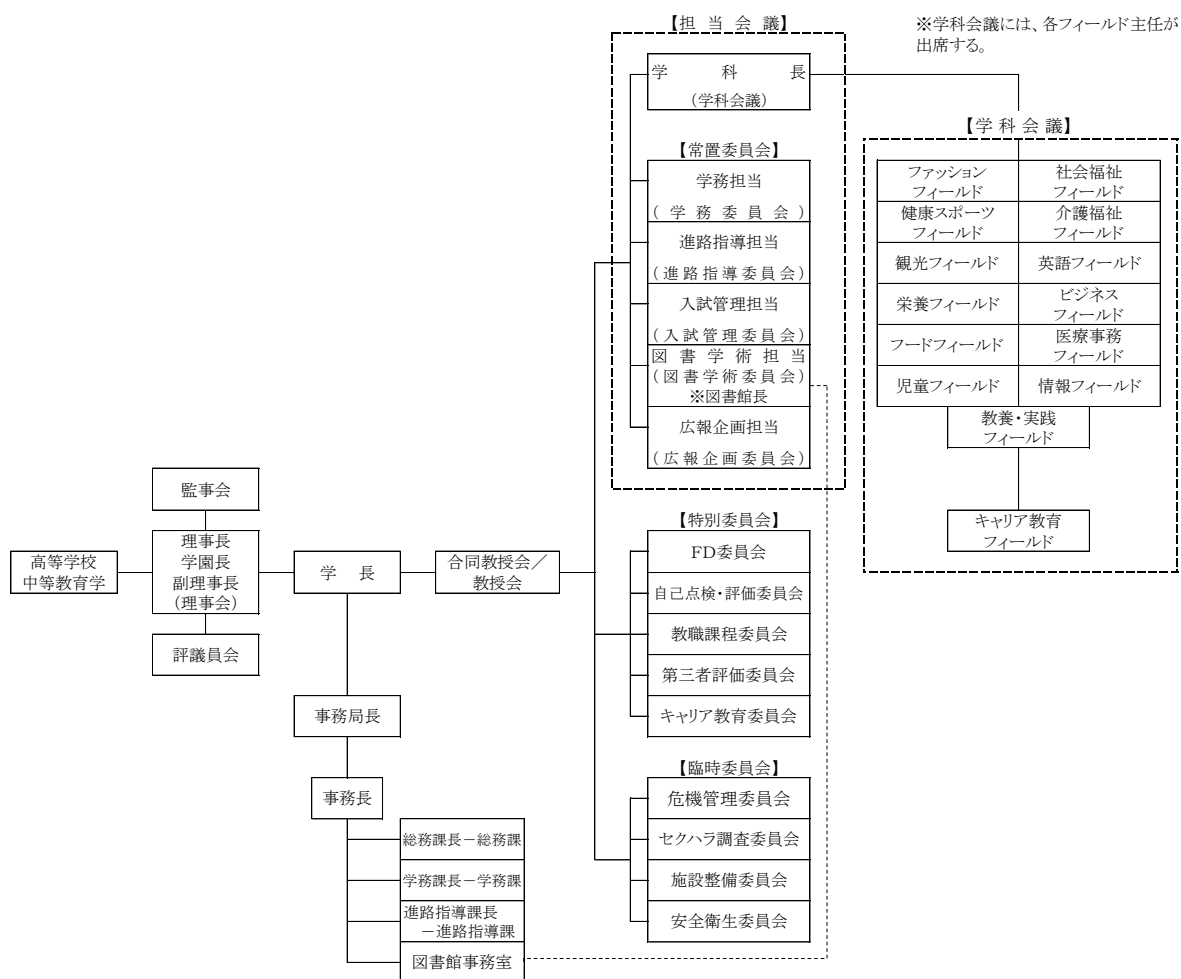 【担 当 会 議】
※学科会議には、各フィールド主任が
出席する。
学 科 長
(学科会議)
【学 科 会 議】
【常置委員会】
学務担当
( 学 務 委 員 会 )
進路指導担当
(進路指導委員会)
入試管理担当
(入試管理委員会)
図 書 学 術 担 当
(図書学術委員会)
※図書館長
広報企画担当
(広報企画委員会)
ファッション
フィールド
社会福祉
フィールド
健康スポーツ
フィールド
介護福祉
フィールド
観光フィールド
英語フィールド
栄養フィールド
ビジネス
フィールド
フードフィールド
医療事務
フィールド
児童フィールド
情報フィールド
教養・実践
フィールド
キャリア教育
フィールド
監事会
高等学校
中等教育学
理事長
学園長
副理事長
(理事会)
評議員会
学 長
合同教授会/
教授会
【特別委員会】
FD委員会
自己点検・評価委員会
教職課程委員会
第三者評価委員会
キャリア教育委員会
事務局長
事務長
【臨時委員会】
危機管理委員会
セクハラ調査委員会
施設整備委員会
安全衛生委員会
総務課長-総務課
学務課長-学務課
進路指導課長
-進路指導課
図書館事務室